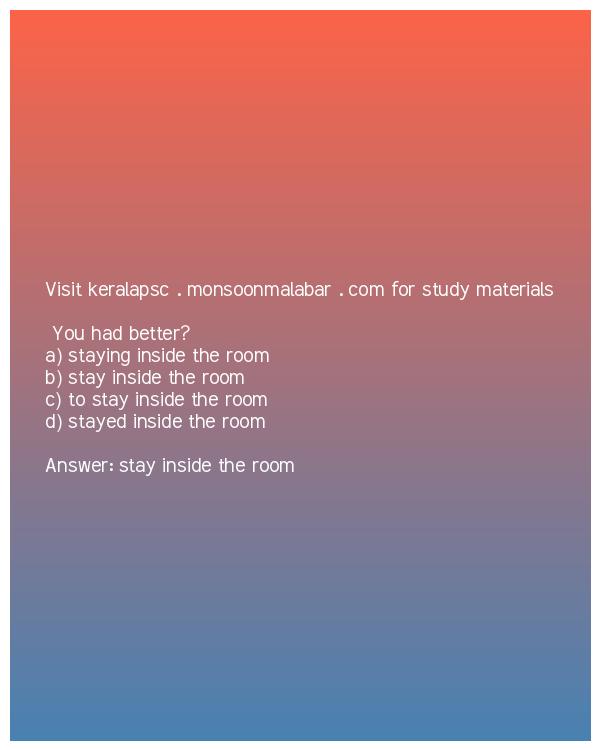 Visit keralapsc . monsoonmalabar . com for study materials
You had better?
a) staying inside the room
b) stay inside the room
c) to stay inside the room
d) stayed inside the room
Answer: stay inside the room